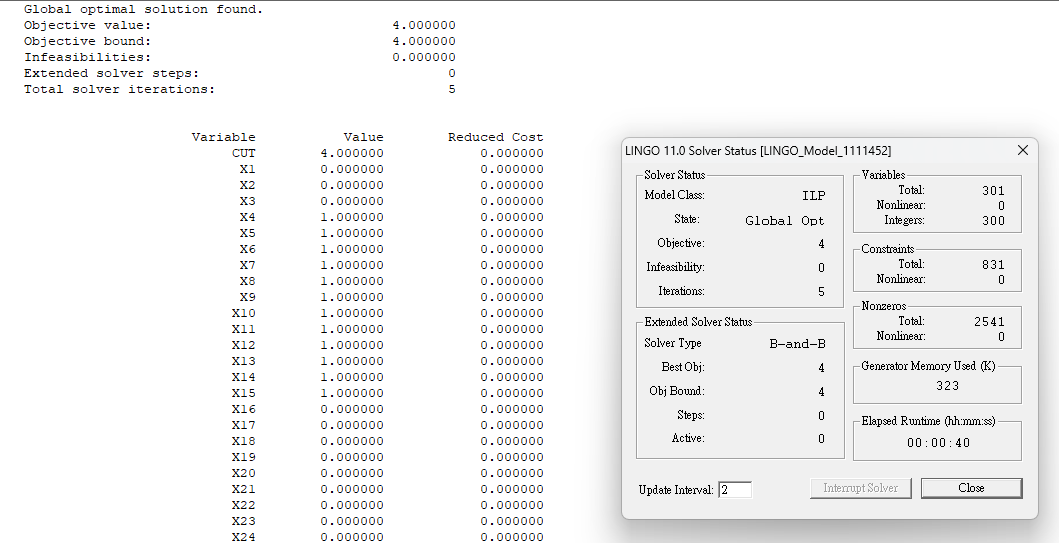 Global optimal solution found.
Objective value: 4.000000
Objective bound: 4.000000
Infeasibilities: 0.000000
Extended solver steps: 0
Total solver iterations: 5
Variable Value Reduced Cost
CUT 4.000000 0.000000
X1 0.000000 0.000000
X2 0.000000 0.000000
X3 0.000000 0.000000
X4 1.000000 0.000000
X5 1.000000 0.000000
X6 1.000000 0.000000
X7 1.000000 0.000000
X8 1.000000 0.000000
X9 1.000000 0.000000
X10 1.000000 0.000000
X11 1.000000 0.000000
X12 1.000000 0.000000
X13 1.000000 0.000000
X14 1.000000 0.000000
X15 1.000000 0.000000
X16 0.000000 0.000000
X17 0.000000 0.000000
X18 0.000000 0.000000
X19 0.000000 0.000000
X20 0.000000 0.000000
X21 0.000000 0.000000
X22 0.000000 0.000000
X23 0.000000 0.000000
X24 0.000000 0.000000
LINGO 11.0 Solver Status [LINGO_Model_1111452]
Solver Status
Model Class: ILP
State: Global Opt
Objective: 4
Infeasibility: 0
Iterations: 5
Extended Solver Status
Solver Type B-and-B
Best Obj: 4
Obj Bound: 4
Steps: 0
Active: 0
Variables
Total: 301
Nonlinear: 0
Integers: 300
Constraints
Total: 831
Nonlinear: 0
Nonzeros
Total: 2541
Nonlinear: 0
Generator Memory Used (K)
323
Elapsed Runtime (hh:mm:ss)
00:00:40
Update Interval: 2
Interrupt Solver
Close